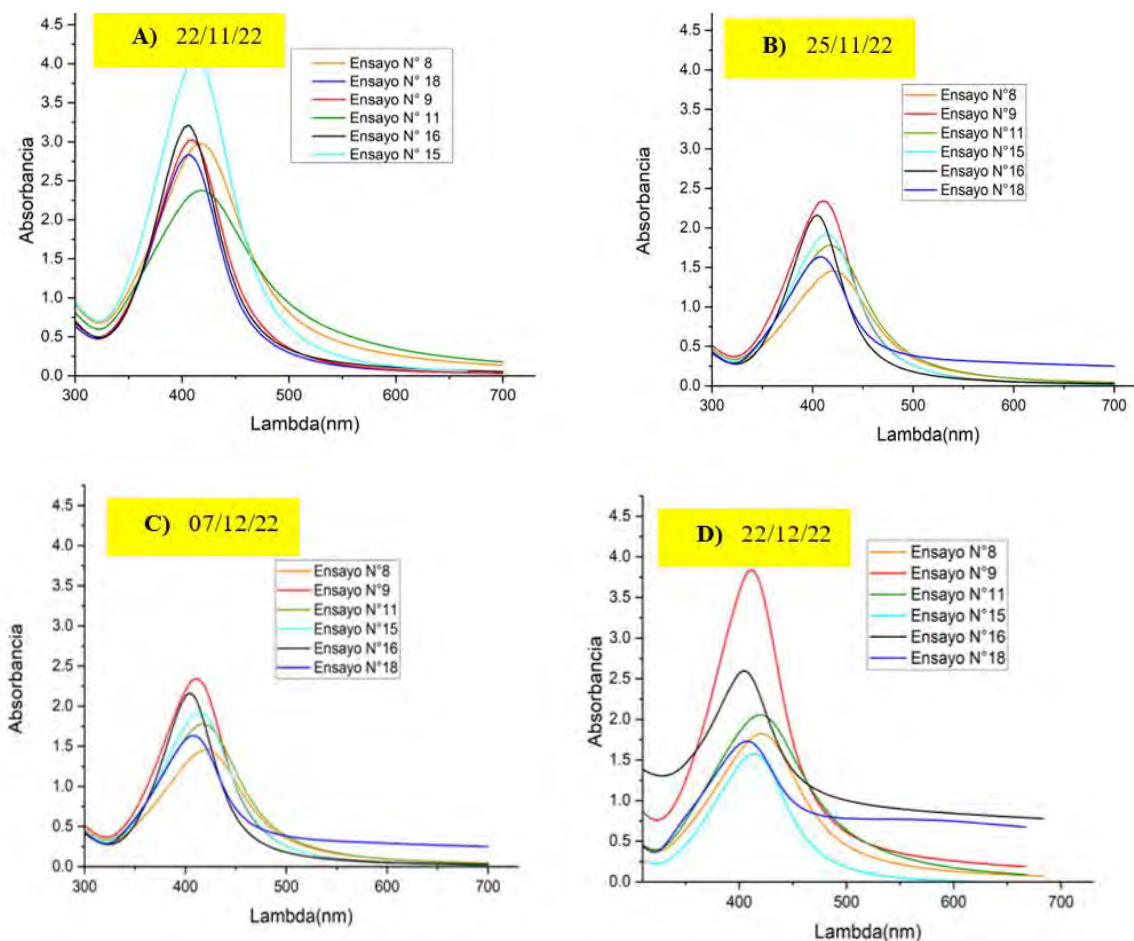 A) 22/11/22
4.5
4.0
3.5
3.0
2.5
2.0
1.5
1.0
0.5
0.0
Absorbancia
Ensayo N° 8
Ensayo N° 18
Ensayo N° 9
Ensayo N° 11
Ensayo N° 16
Ensayo N° 15
300 400 500 600 700
Lambda(nm)
B) 25/11/22
4.5
4.0
3.5
3.0
2.5
2.0
1.5
1.0
0.5
0.0
Absorbancia
Ensayo N°8
Ensayo N°9
Ensayo N°11
Ensayo N°15
Ensayo N°16
Ensayo N°18
300 400 500 600 700
Lambda(nm)
C) 07/12/22
4.5
4.0
3.5
3.0
2.5
2.0
1.5
1.0
0.5
0.0
Absorbancia
Ensayo N°8
Ensayo N°9
Ensayo N°11
Ensayo N°15
Ensayo N°16
Ensayo N°18
300 400 500 600 700
Lambda(nm)
D) 22/12/22
4.5
4.0
3.5
3.0
2.5
2.0
1.5
1.0
0.5
0.0
Absorbancia
Ensayo N°8
Ensayo N°9
Ensayo N°11
Ensayo N°15
Ensayo N°16
Ensayo N°18
400 500 600 700
Lambda(nm)